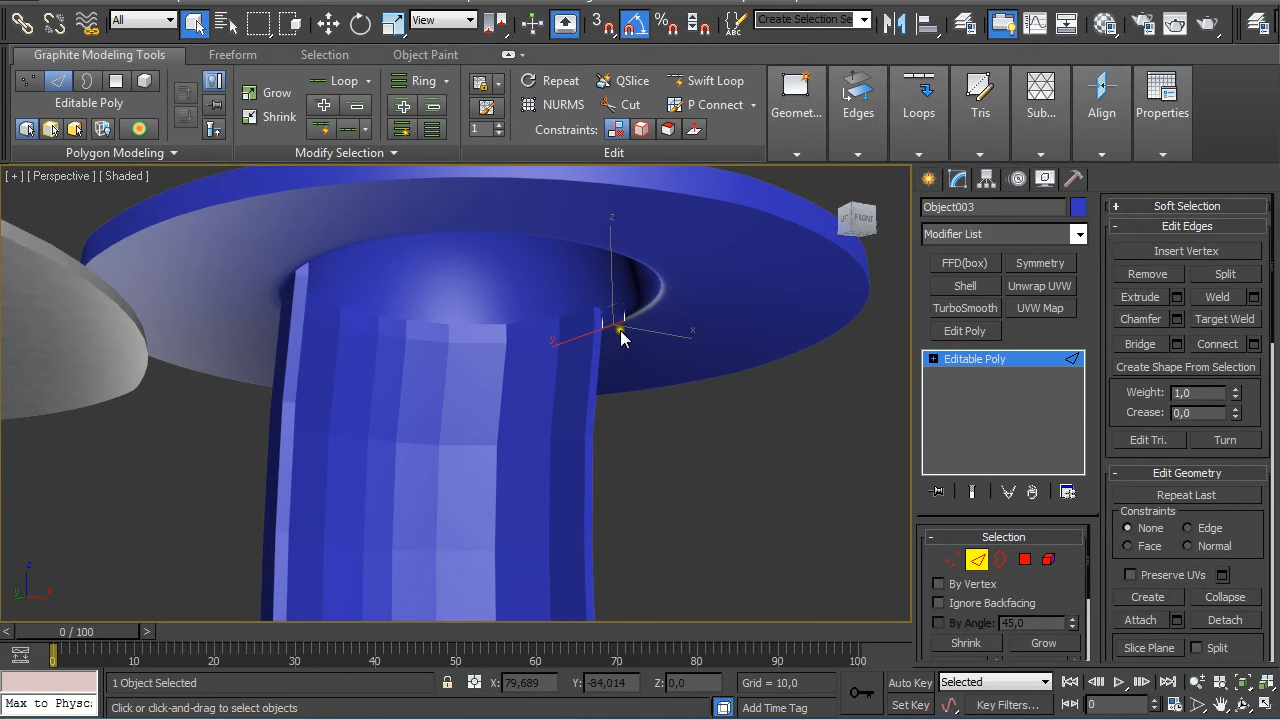 All
View
3
Create Selection Se
ABC
Graphite Modeling Tools
Freeform
Selection
Object Paint
Editable Poly
Polygon Modeling
Grow
Shrink
Loop
Ring
Modify Selection
1
Repeat
QSlice
Swift Loop
NURMS
Cut
P Connect
Constraints:
Edit
Geomet...
Edges
Loops
Tris
Sub...
Align
Properties
[ + ] [ Perspective ] [ Shaded ]
FRONT
z
x
y
z
x
y
Object003
Modifier List
FFD(box)
Symmetry
Shell
Unwrap UVW
TurboSmooth
UVW Map
Edit Poly
Editable Poly
Selection
By Vertex
Ignore Backfacing
By Angle:
45,0
Shrink
Grow
Soft Selection
Edit Edges
Insert Vertex
Remove
Split
Extrude
Weld
Chamfer
Target Weld
Bridge
Connect
Create Shape From Selection
Weight:
1,0
Crease:
0,0
Edit Tri.
Turn
Edit Geometry
Repeat Last
Constraints
None
Edge
Face
Normal
Preserve UVs
Create
Collapse
Attach
Detach
Slice Plane
Split
0 / 100
0 10 20 30 40 50 60 70 80 90 100
1 Object Selected
X: 79,689
Y: -84,014
Z: 0,0
Grid = 10,0
Auto Key
Selected
Max to Physc
Click or click-and-drag to select objects
Add Time Tag
Set Key
Key Filters...
0